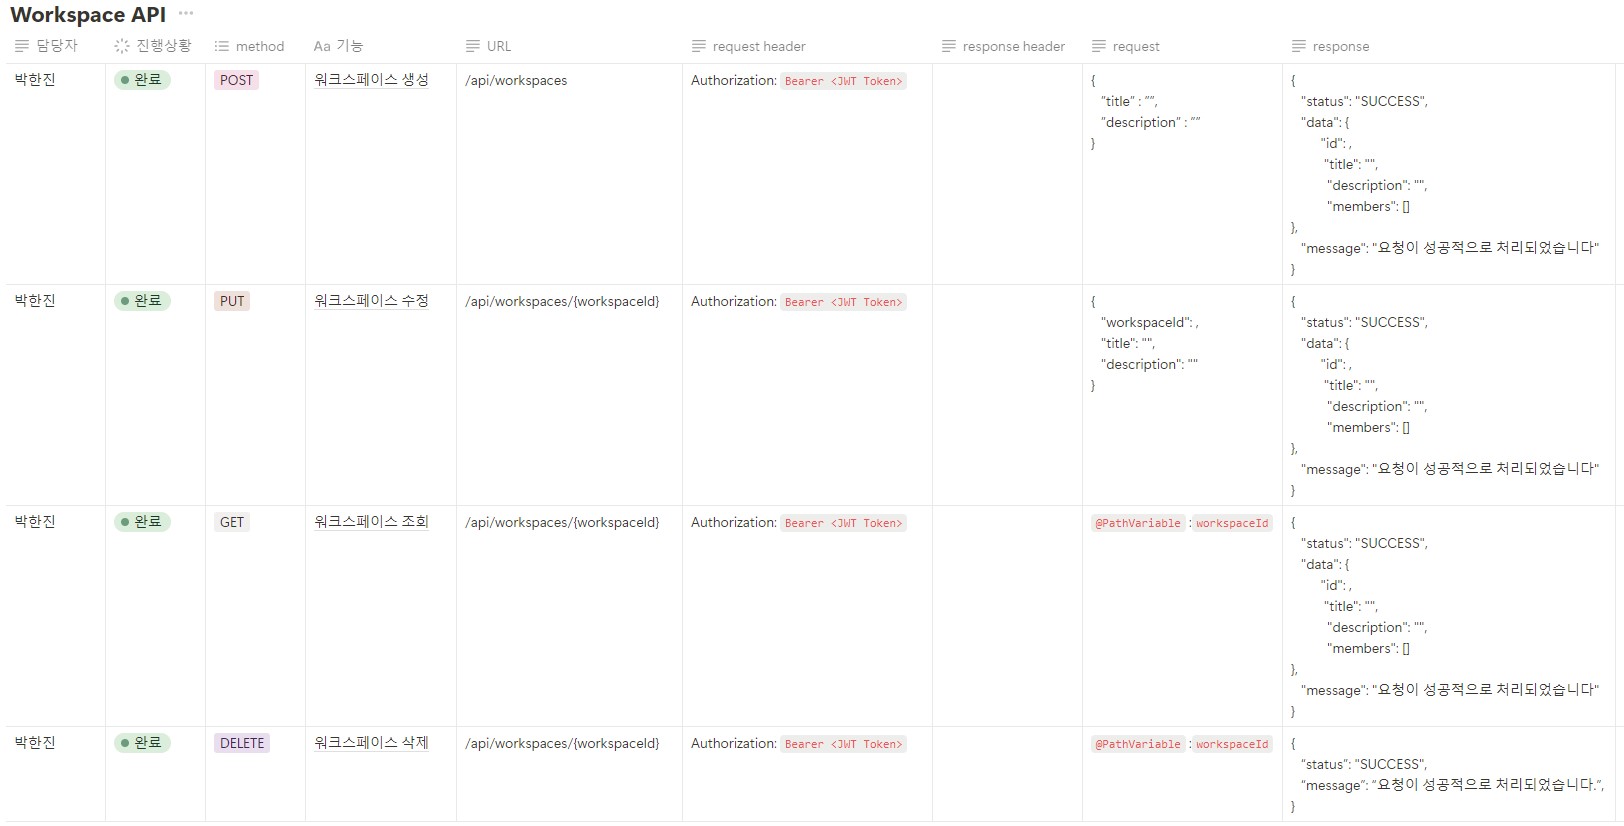 Workspace API ...
담당자 진행상황 method Aa 기능 URL request header response header request response
박한진 완료 POST 워크스페이스 생성 /api/workspaces Authorization: Bearer <JWT Token>
{
"title" : "",
"description" : ""
}
{
"status": "SUCCESS",
"data": {
"id": ,
"title": "",
"description": "",
"members": []
},
"message": "요청이 성공적으로 처리되었습니다"
}
박한진 완료 PUT 워크스페이스 수정 /api/workspaces/{workspaceId} Authorization: Bearer <JWT Token>
{
"workspaceId": ,
"title": "",
"description": ""
}
{
"status": "SUCCESS",
"data": {
"id": ,
"title": "",
"description": "",
"members": []
},
"message": "요청이 성공적으로 처리되었습니다"
}
박한진 완료 GET 워크스페이스 조회 /api/workspaces/{workspaceId} Authorization: Bearer <JWT Token> @PathVariable : workspaceId
{
"status": "SUCCESS",
"data": {
"id": ,
"title": "",
"description": "",
"members": []
},
"message": "요청이 성공적으로 처리되었습니다"
}
박한진 완료 DELETE 워크스페이스 삭제 /api/workspaces/{workspaceId} Authorization: Bearer <JWT Token> @PathVariable : workspaceId
{
"status": "SUCCESS",
"message": "요청이 성공적으로 처리되었습니다.",
}